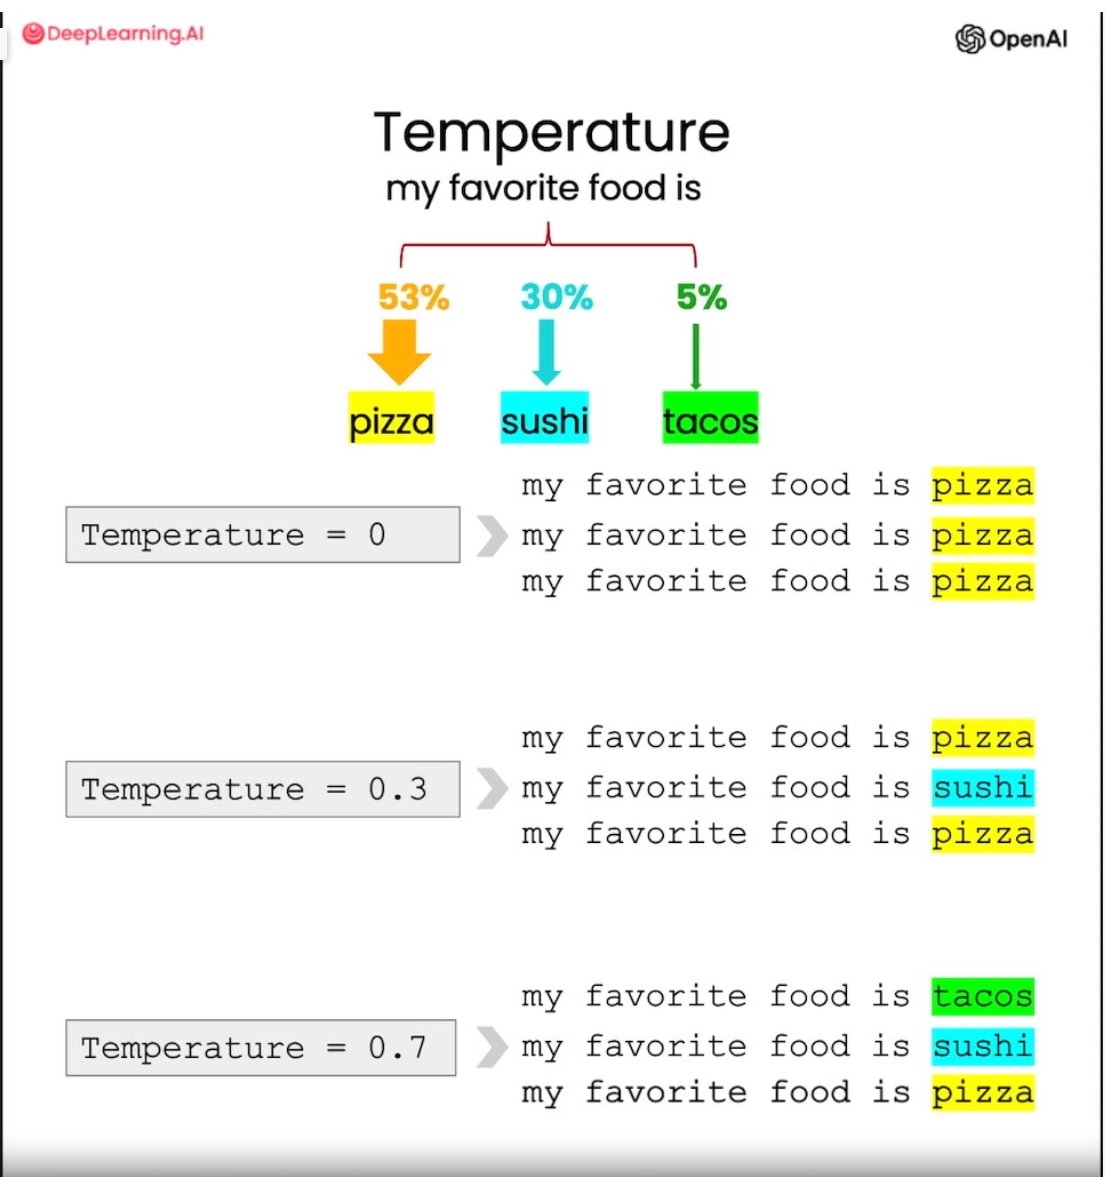 DeepLearning.AI
OpenAI
Temperature
my favorite food is
53% 30% 5%
pizza sushi tacos
my favorite food is pizza
Temperature = 0
my favorite food is pizza
my favorite food is pizza
my favorite food is pizza
Temperature = 0.3
my favorite food is sushi
my favorite food is pizza
my favorite food is tacos
Temperature = 0.7
my favorite food is sushi
my favorite food is pizza